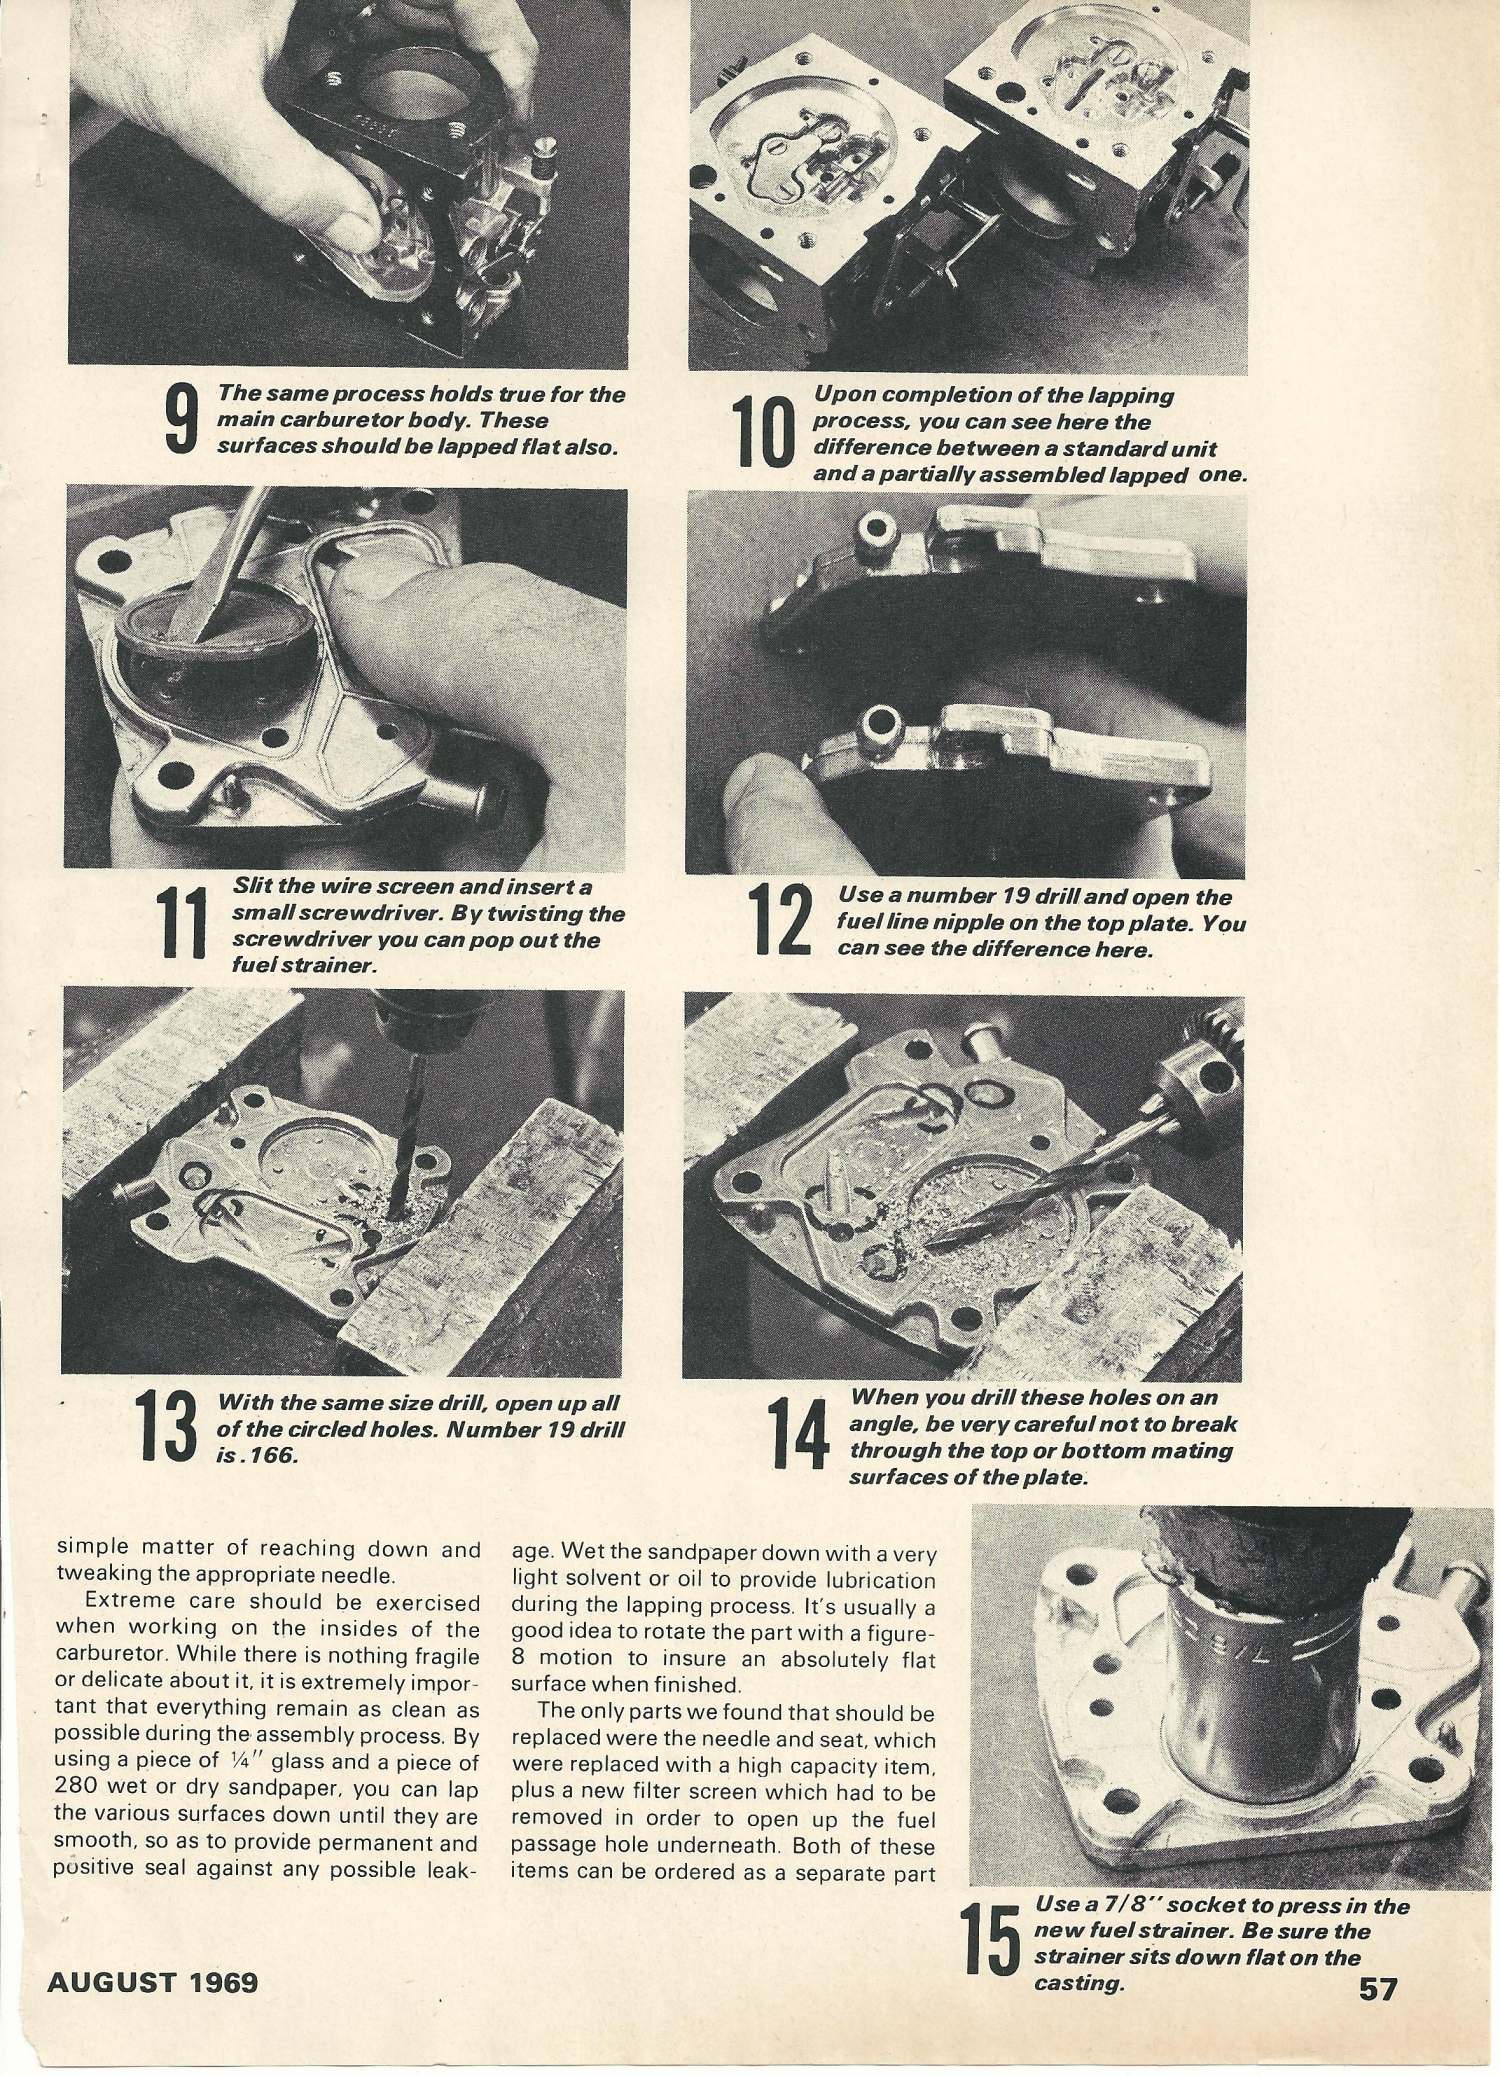 9
The same process holds true for the
main carburetor body. These
surfaces should be lapped flat also.
10
Upon completion of the lapping
process, you can see here the
difference between a standard unit
and a partially assembled lapped one.
11
Slit the wire screen and insert a
small screwdriver. By twisting the
screwdriver you can pop out the
fuel strainer.
12
Use a number 19 drill and open the
fuel line nipple on the top plate. You
can see the difference here.
13
With the same size drill, open up all
of the circled holes. Number 19 drill
is .166.
14
When you drill these holes on an
angle, be very careful not to break
through the top or bottom mating
surfaces of the plate.
simple matter of reaching down and
tweaking the appropriate needle.
Extreme care should be exercised
when working on the insides of the
carburetor. While there is nothing fragile
or delicate about it, it is extremely impor-
tant that everything remain as clean as
possible during the assembly process. By
using a piece of ¼" glass and a piece of
280 wet or dry sandpaper, you can lap
the various surfaces down until they are
smooth, so as to provide permanent and
positive seal against any possible leak-
age. Wet the sandpaper down with a very
light solvent or oil to provide lubrication
during the lapping process. It's usually a
good idea to rotate the part with a figure-
8 motion to insure an absolutely flat
surface when finished.
The only parts we found that should be
replaced were the needle and seat, which
were replaced with a high capacity item,
plus a new filter screen which had to be
removed in order to open up the fuel
passage hole underneath. Both of these
items can be ordered as a separate part
7/8
15
Use a 7/8" socket to press in the
new fuel strainer. Be sure the
strainer sits down flat on the
casting.
AUGUST 1969
57